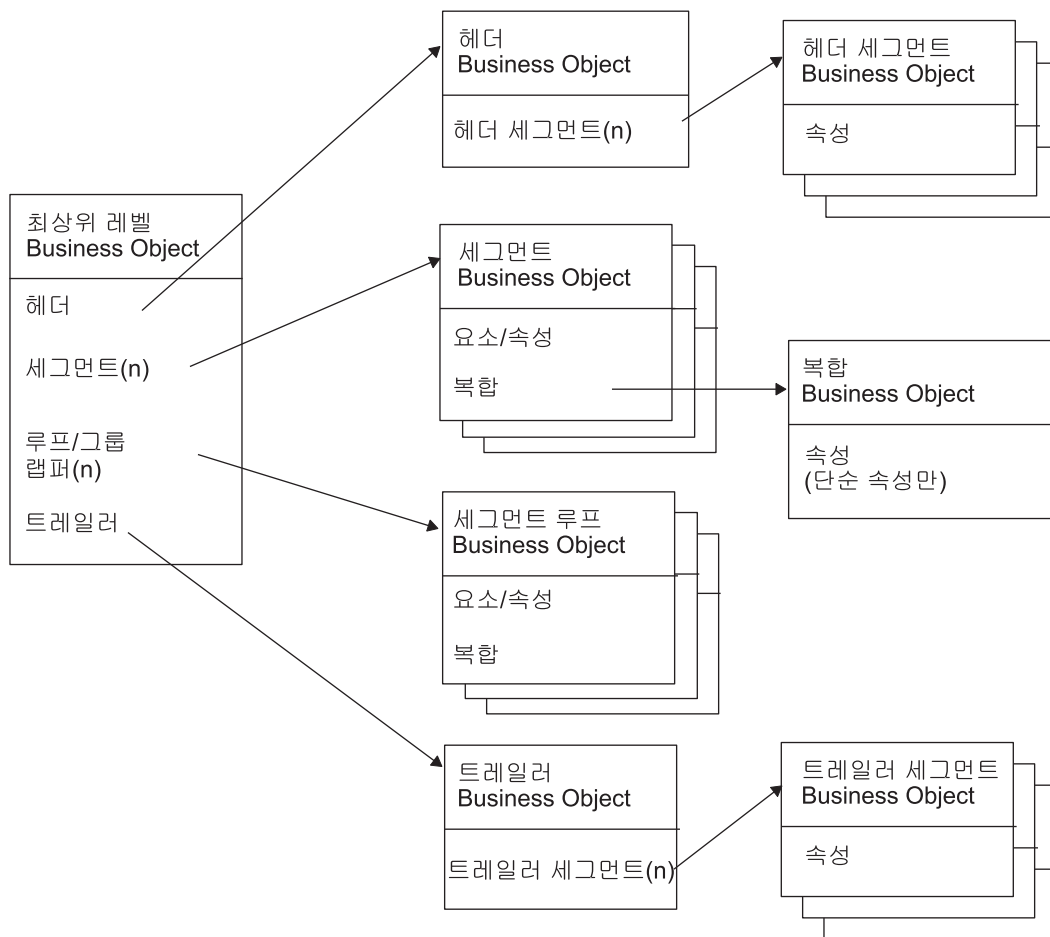 최상위 레벨
Business Object
헤더
세그먼트(n)
루프/그룹
랩퍼(n)
트레일러
헤더
Business Object
헤더 세그먼트(n)
헤더 세그먼트
Business Object
속성
세그먼트
Business Object
요소/속성
복합
복합
Business Object
속성
(단순 속성만)
세그먼트 루프
Business Object
요소/속성
복합
트레일러
Business Object
트레일러 세그먼트(n)
트레일러 세그먼트
Business Object
속성